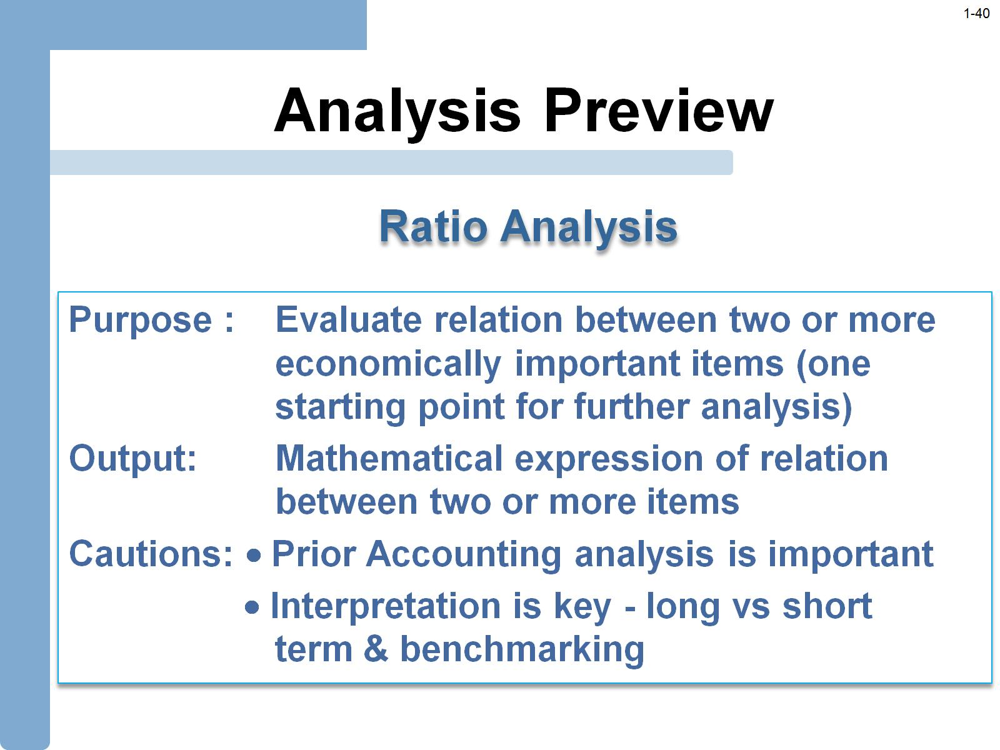 1-40
Analysis Preview
Ratio Analysis
Purpose : Evaluate relation between two or more
economically important items (one
starting point for further analysis)
Output: Mathematical expression of relation
between two or more items
Cautions: • Prior Accounting analysis is important
• Interpretation is key - long vs short
term & benchmarking